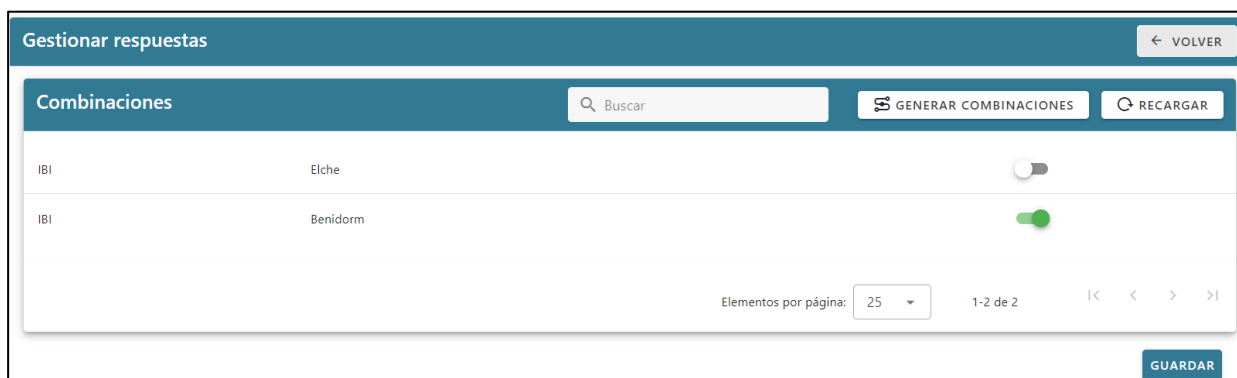 Gestionar respuestas
← VOLVER
Combinaciones
Buscar
GENERAR COMBINACIONES
RECARGAR
IBI Elche
IBI Benidorm
Elementos por página: 25 1-2 de 2
GUARDAR